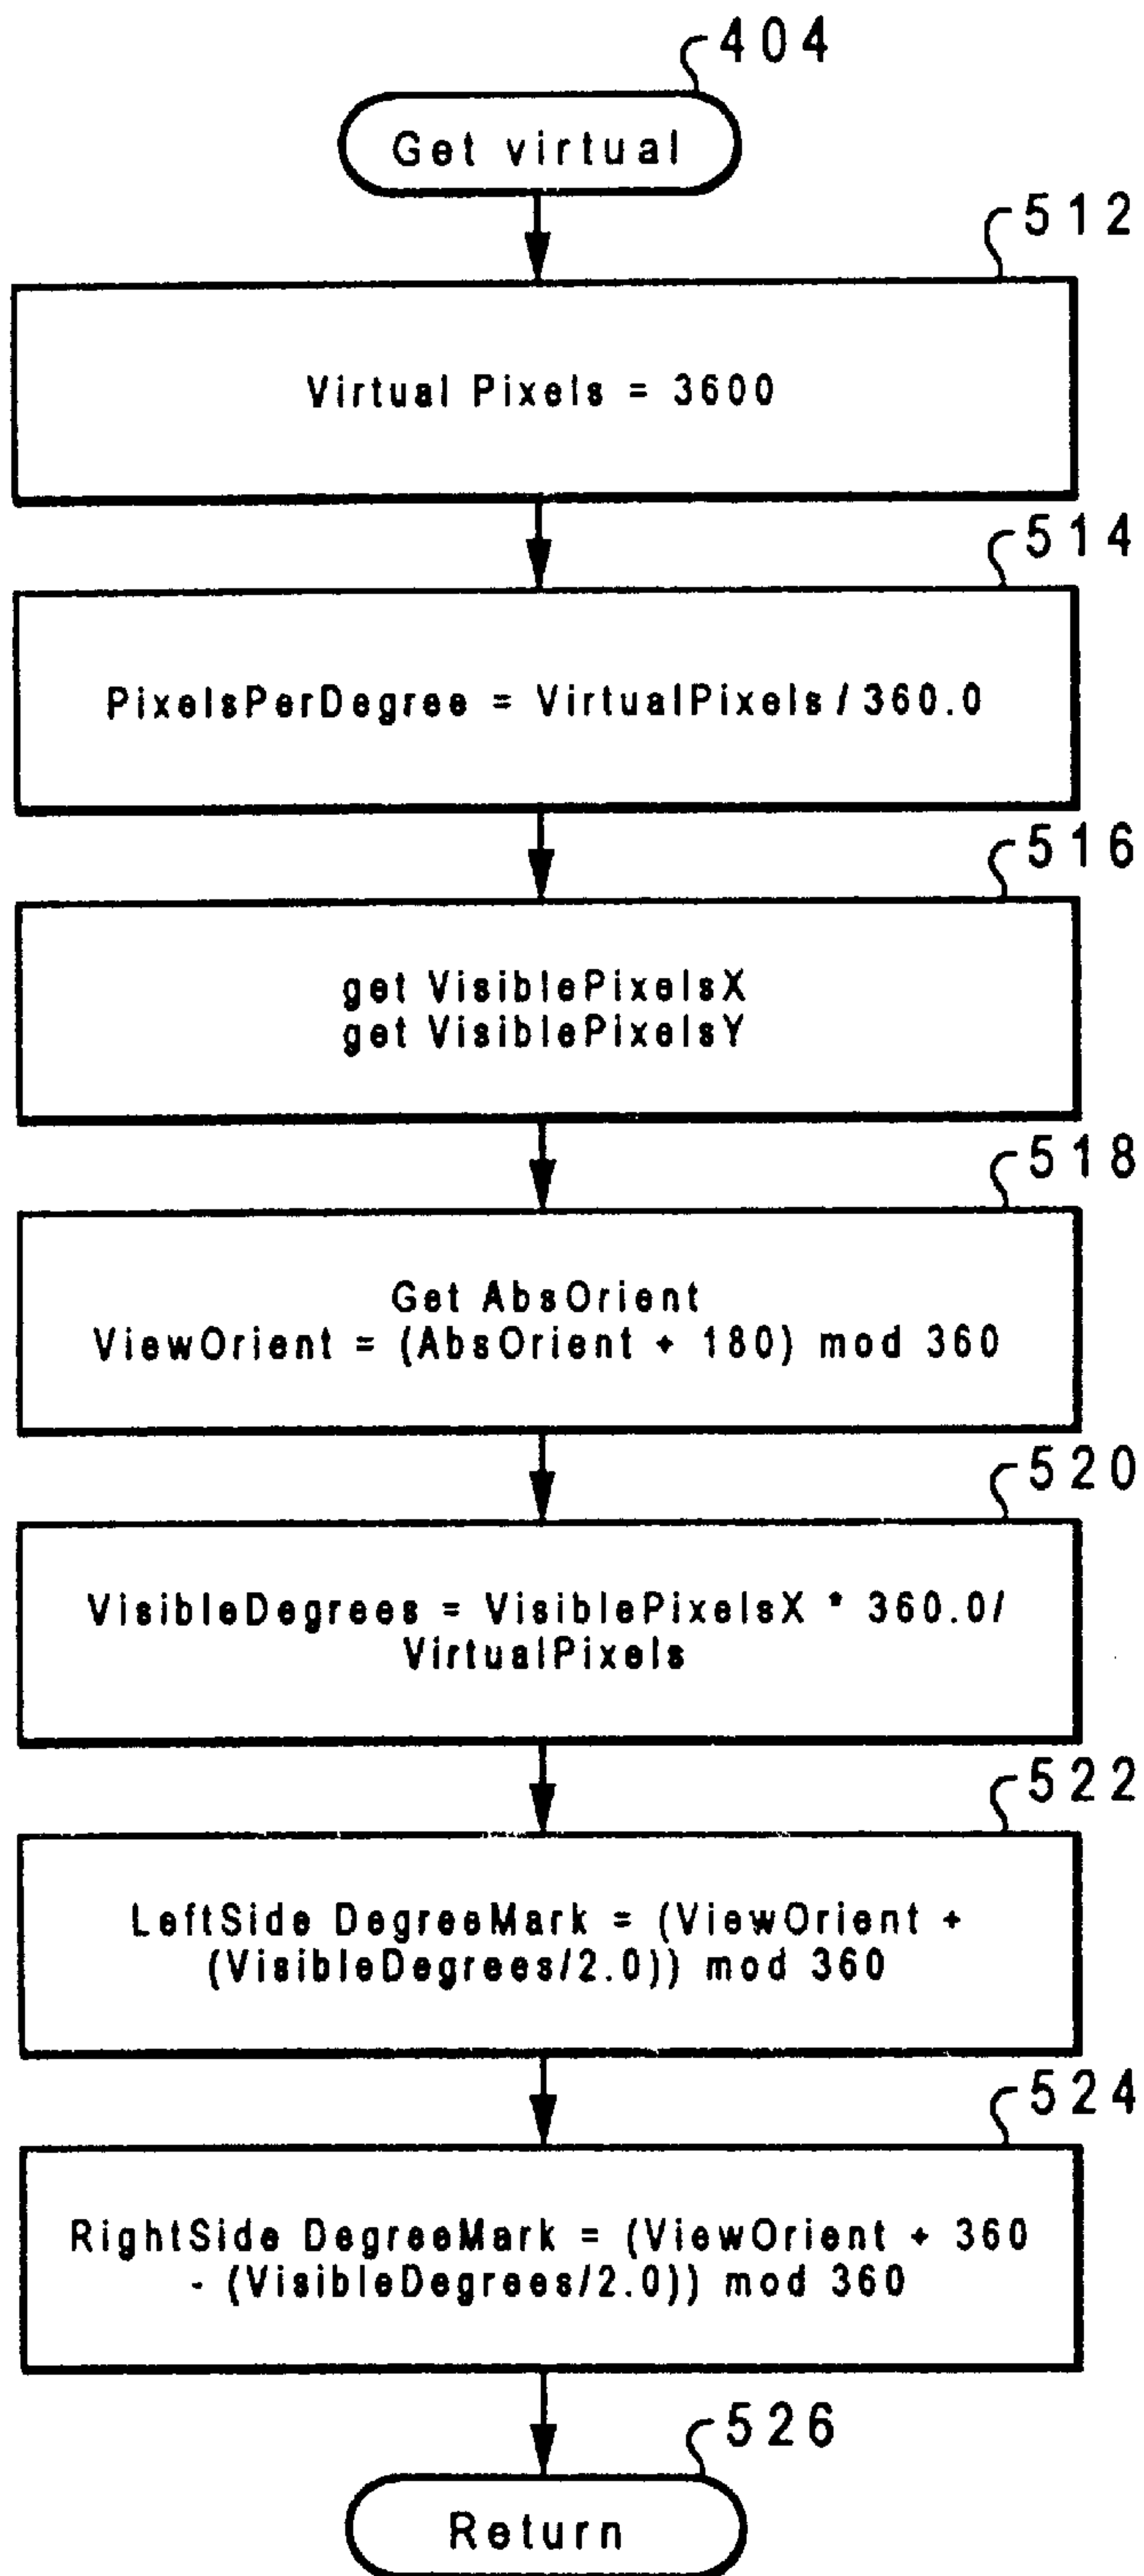 404
Get virtual
512
Virtual Pixels = 3600
514
PixelsPerDegree = VirtualPixels / 360.0
516
get VisiblePixelsX
get VisiblePixelsY
518
Get AbsOrient
ViewOrient = (AbsOrient + 180) mod 360
520
VisibleDegrees = VisiblePixelsX * 360.0/
VirtualPixels
522
LeftSide DegreeMark = (ViewOrient +
(VisibleDegrees/2.0)) mod 360
524
RightSide DegreeMark = (ViewOrient + 360
- (VisibleDegrees/2.0)) mod 360
526
Return